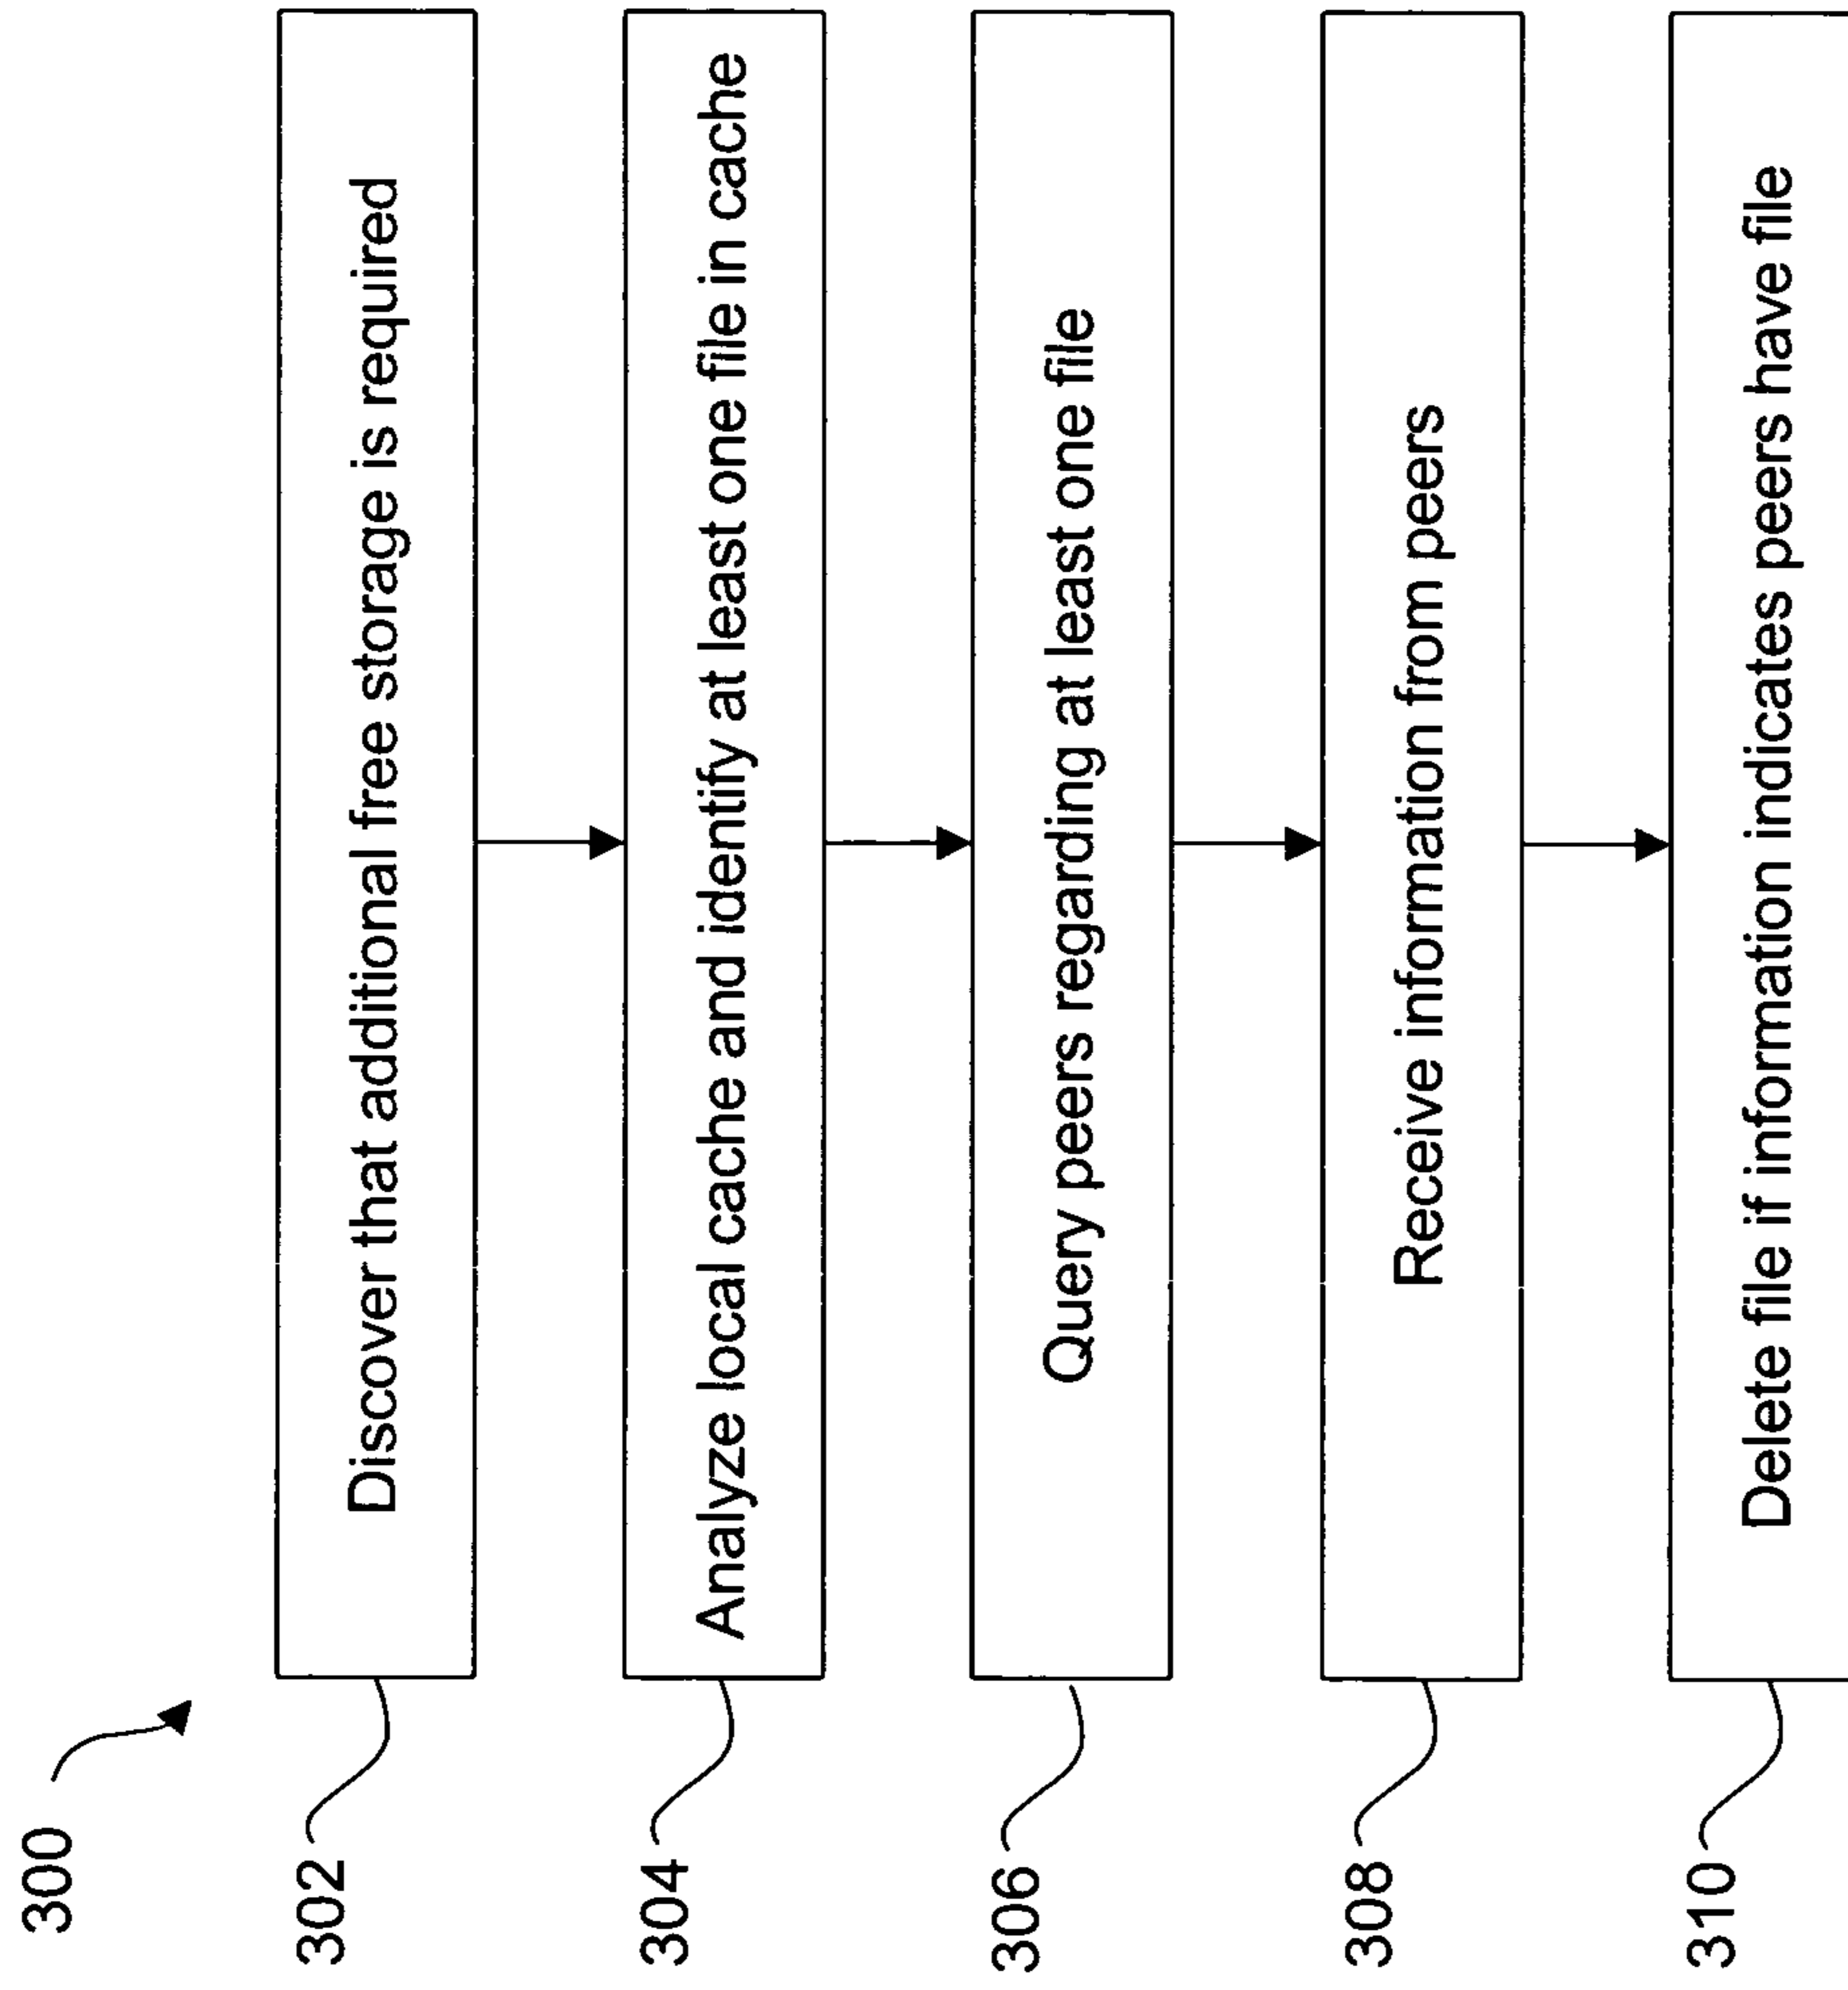 300
302
Discover that additional free storage is required
304
Analyze local cache and identify at least one file in cache
306
Query peers regarding at least one file
308
Receive information from peers
310
Delete file if information indicates peers have file